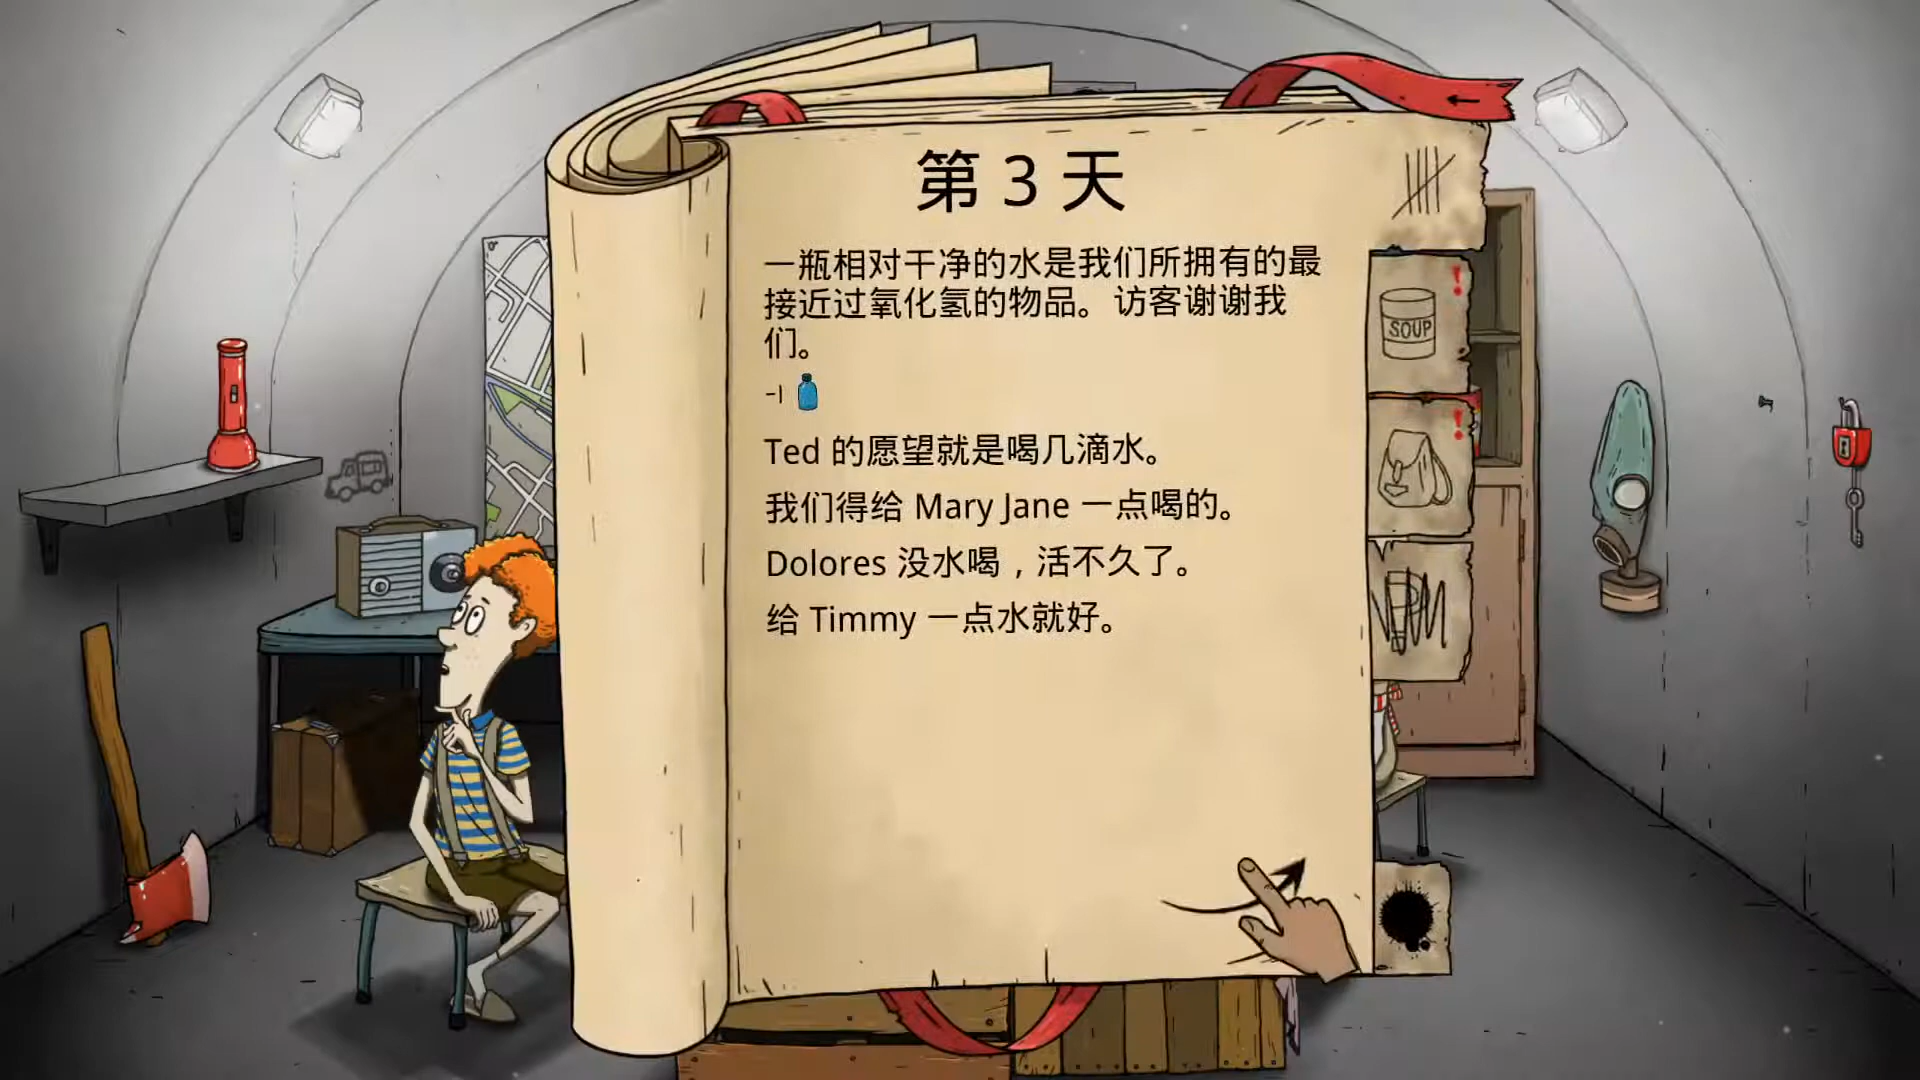 第 3 天
一瓶相对干净的水是我们所拥有的最
接近过氧化氢的物品。 访客谢谢我
们。
-1
Ted 的愿望就是喝几滴水。
我们得给 Mary Jane 一点喝的。
Dolores 没水喝，活不久了。
给 Timmy 一点水就好。
!
SOUP
!